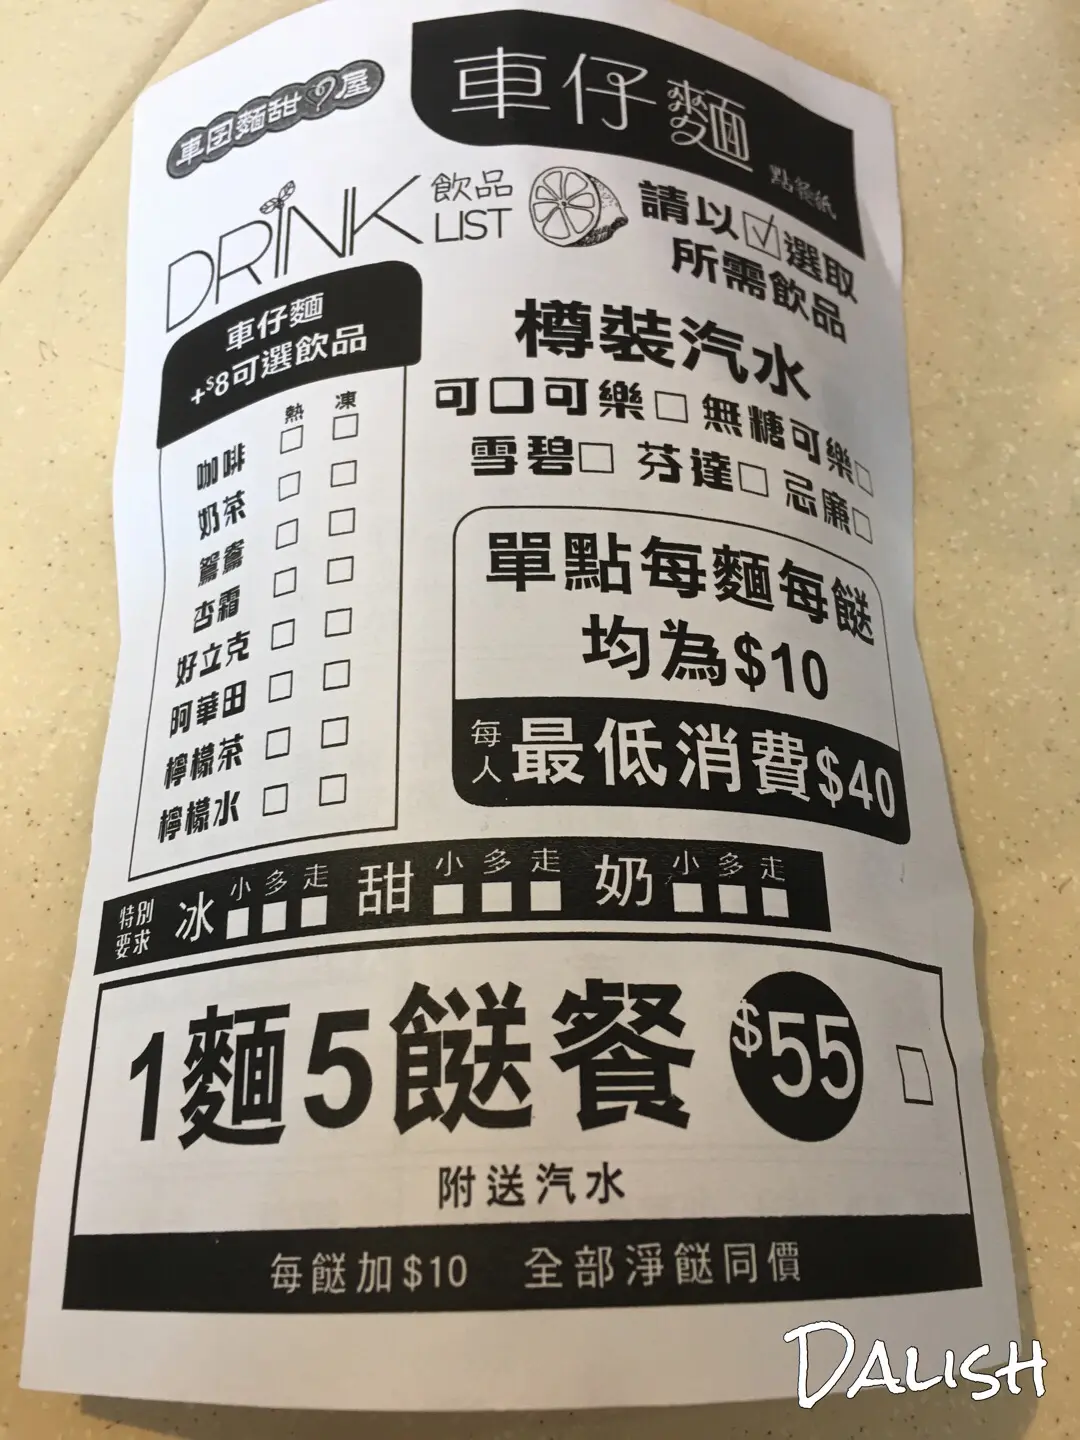 車田麵甜心屋
車仔麵
點餐紙
DRINK 飲品 LIST
請以☑選取
所需飲品
車仔麵
+$8可選飲品
熱 凍
咖啡 □ □
奶茶 □ □
鴛鴦 □ □
杏霜 □ □
好立克 □ □
阿華田 □ □
檸檬茶 □ □
檸檬水 □ □
樽裝汽水
可口可樂□ 無糖可樂□
雪碧□ 芬達□ 忌廉□
單點每麵每餸
均為$10
每人最低消費$40
特別要求 冰 小□ 多□ 走□ 甜 小□ 多□ 走□ 奶 小□ 多□ 走□
1麵5餸餐 $55 □
附送汽水
每餸加$10 全部淨餸同價
DALISH